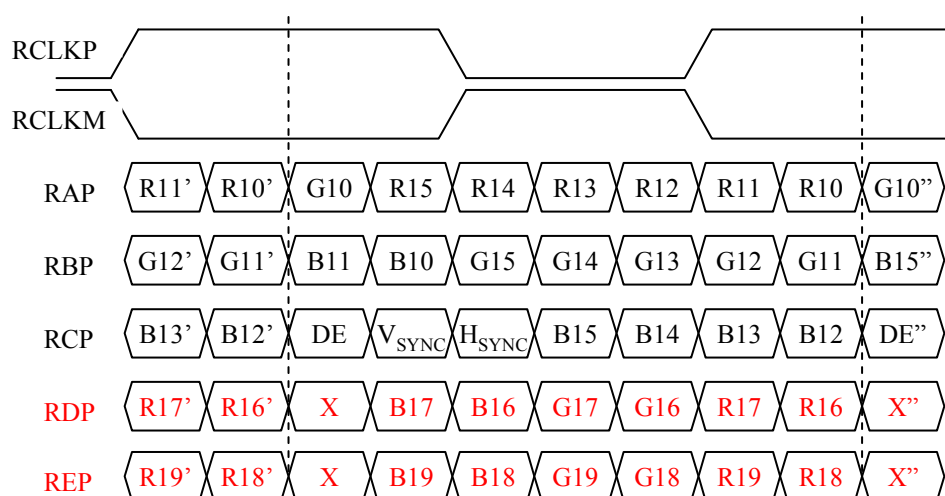 RCLKP
RCLKM
RAP R11’ R10’ G10 R15 R14 R13 R12 R11 R10 G10”
RBP G12’ G11’ B11 B10 G15 G14 G13 G12 G11 B15”
RCP B13’ B12’ DE VSYNC HSYNC B15 B14 B13 B12 DE”
RDP R17’ R16’ X B17 B16 G17 G16 R17 R16 X”
REP R19’ R18’ X B19 B18 G19 G18 R19 R18 X”